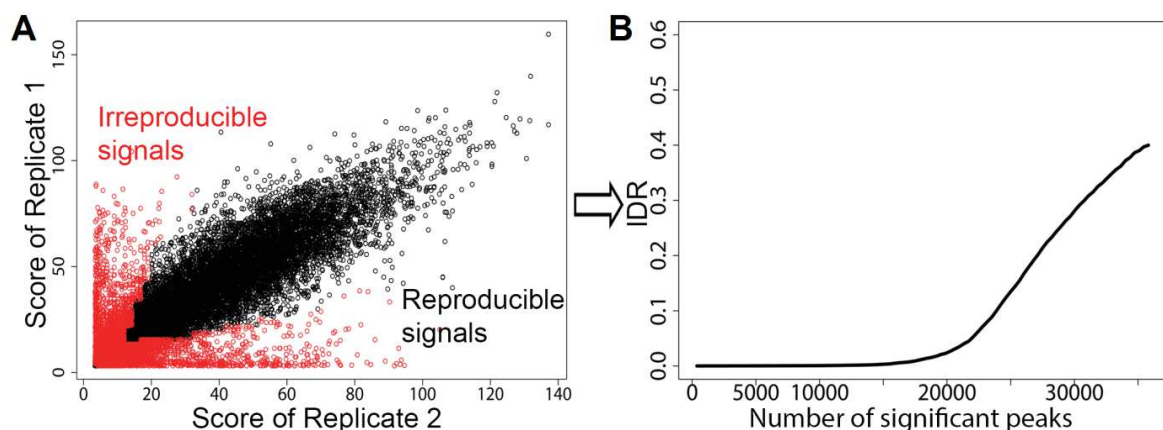 A
Score of Replicate 1
150
100
50
0
Irreproducible
signals
Reproducible
signals
0
20
40
60
80
100
120
140
Score of Replicate 2
B
IDR
0.6
0.5
0.4
0.3
0.2
0.1
0.0
0
5000
10000
20000
30000
Number of significant peaks